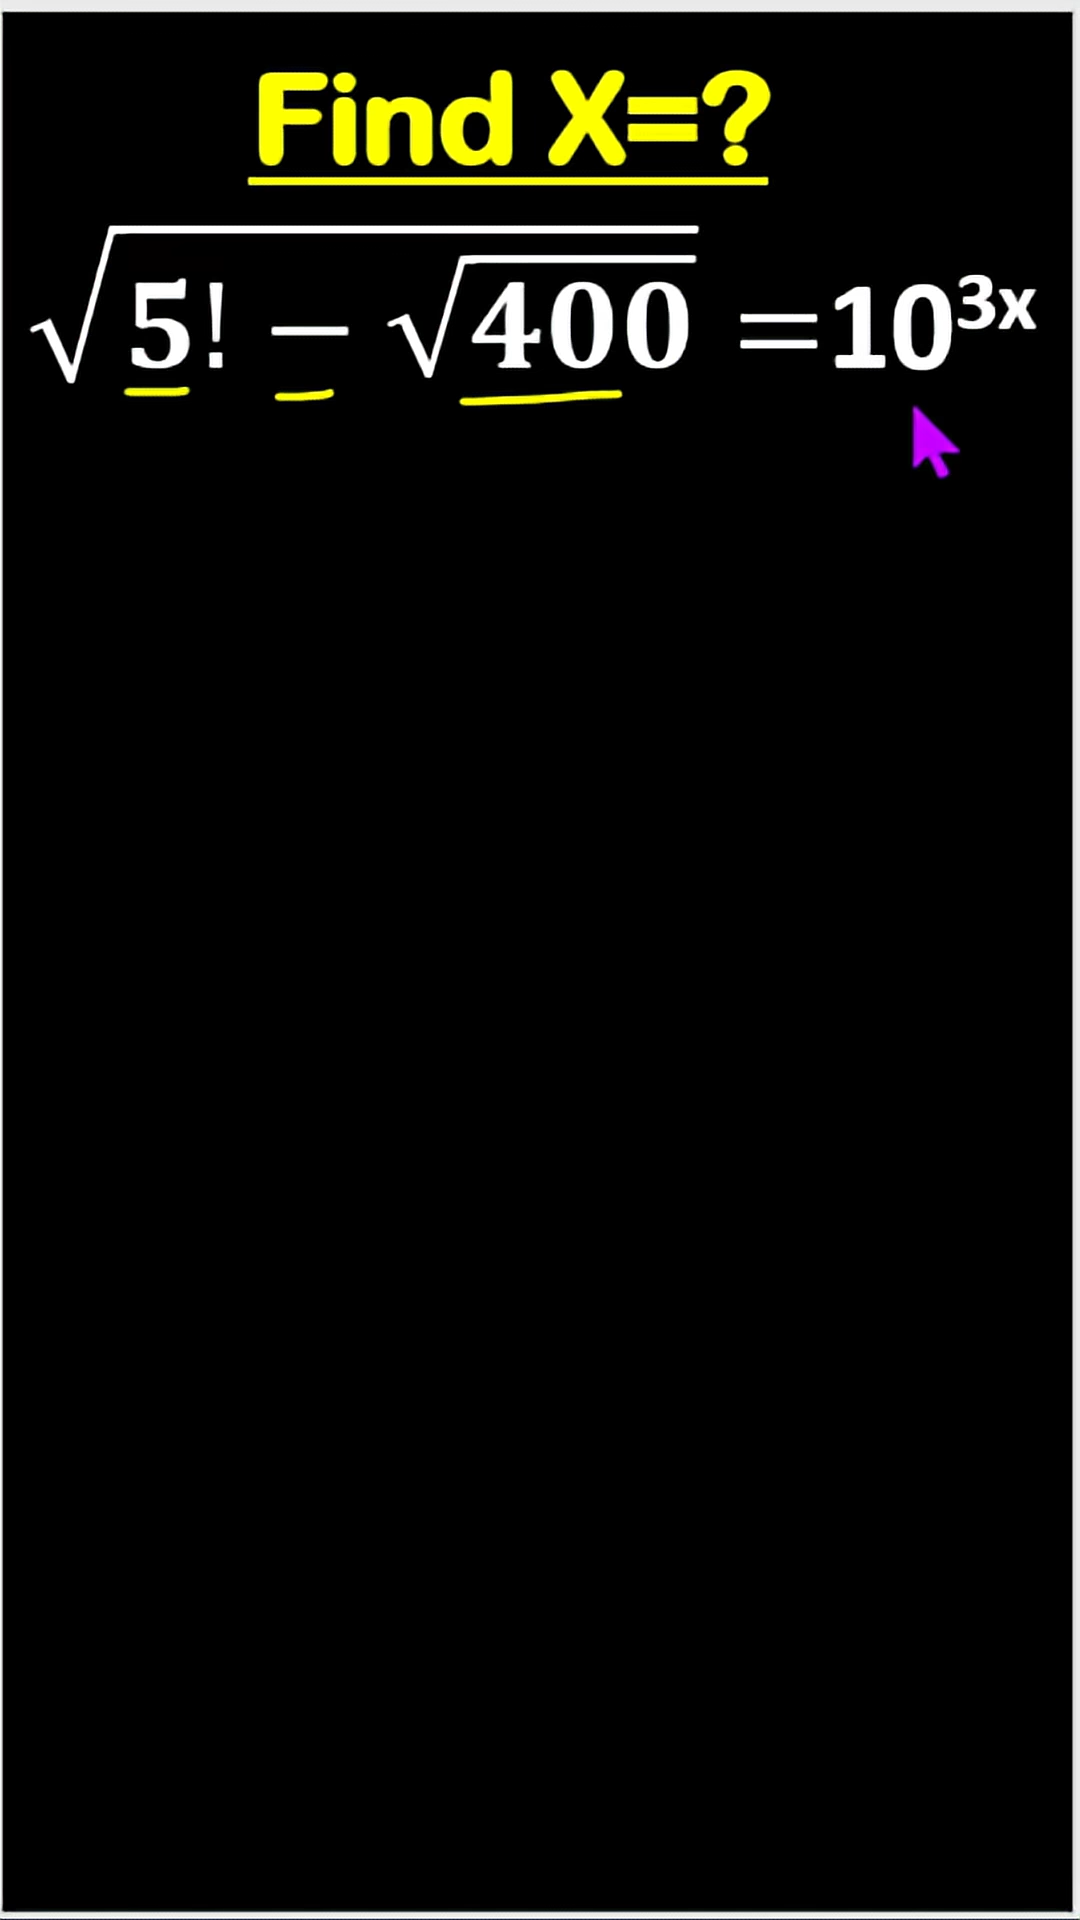 Find X=?
√(5! − √400) =10^3x